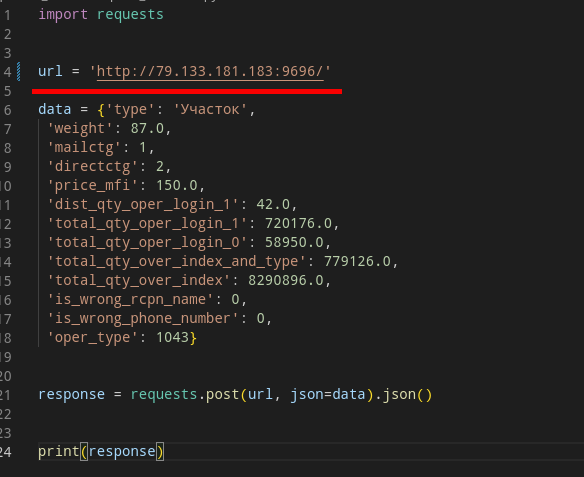 1 import requests
2
3
4 url = 'http://79.133.181.183:9696/'
5
6 data = {'type': 'Участок',
7 'weight': 87.0,
8 'mailctg': 1,
9 'directctg': 2,
10 'price_mfi': 150.0,
11 'dist_qty_oper_login_1': 42.0,
12 'total_qty_oper_login_1': 720176.0,
13 'total_qty_oper_login_0': 58950.0,
14 'total_qty_over_index_and_type': 779126.0,
15 'total_qty_over_index': 8290896.0,
16 'is_wrong_rcpn_name': 0,
17 'is_wrong_phone_number': 0,
18 'oper_type': 1043}
19
20
21 response = requests.post(url, json=data).json()
22
23
24 print(response)